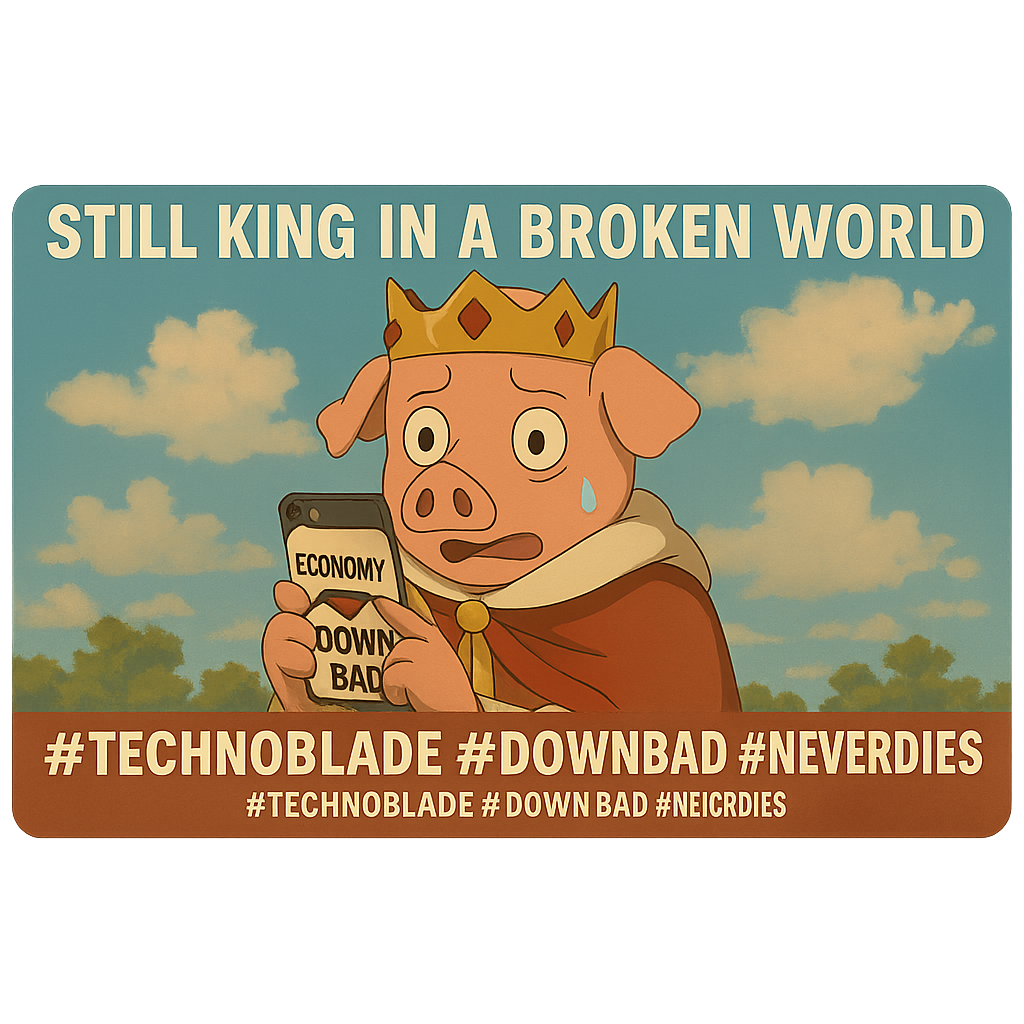 STILL KING IN A BROKEN WORLD
ECONOMY
DOWN
BAD
#TECHNOBLADE #DOWNBAD #NEVERDIES
#TECHNOBLADE # DOWN BAD #NEICRDIES